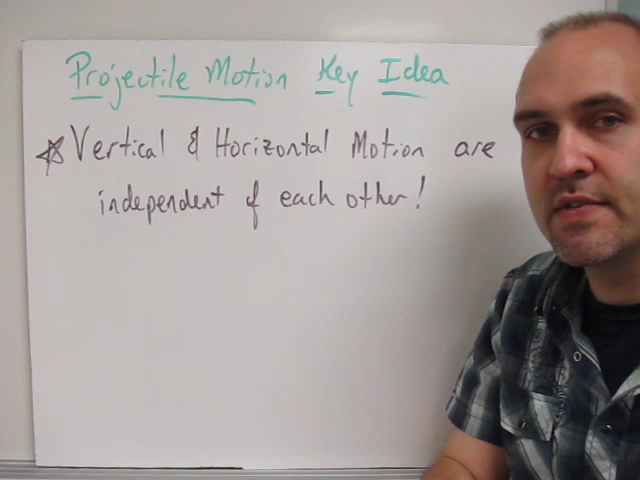 Projectile Motion Key Idea
☆ Vertical & Horizontal Motion are
independent of each other!